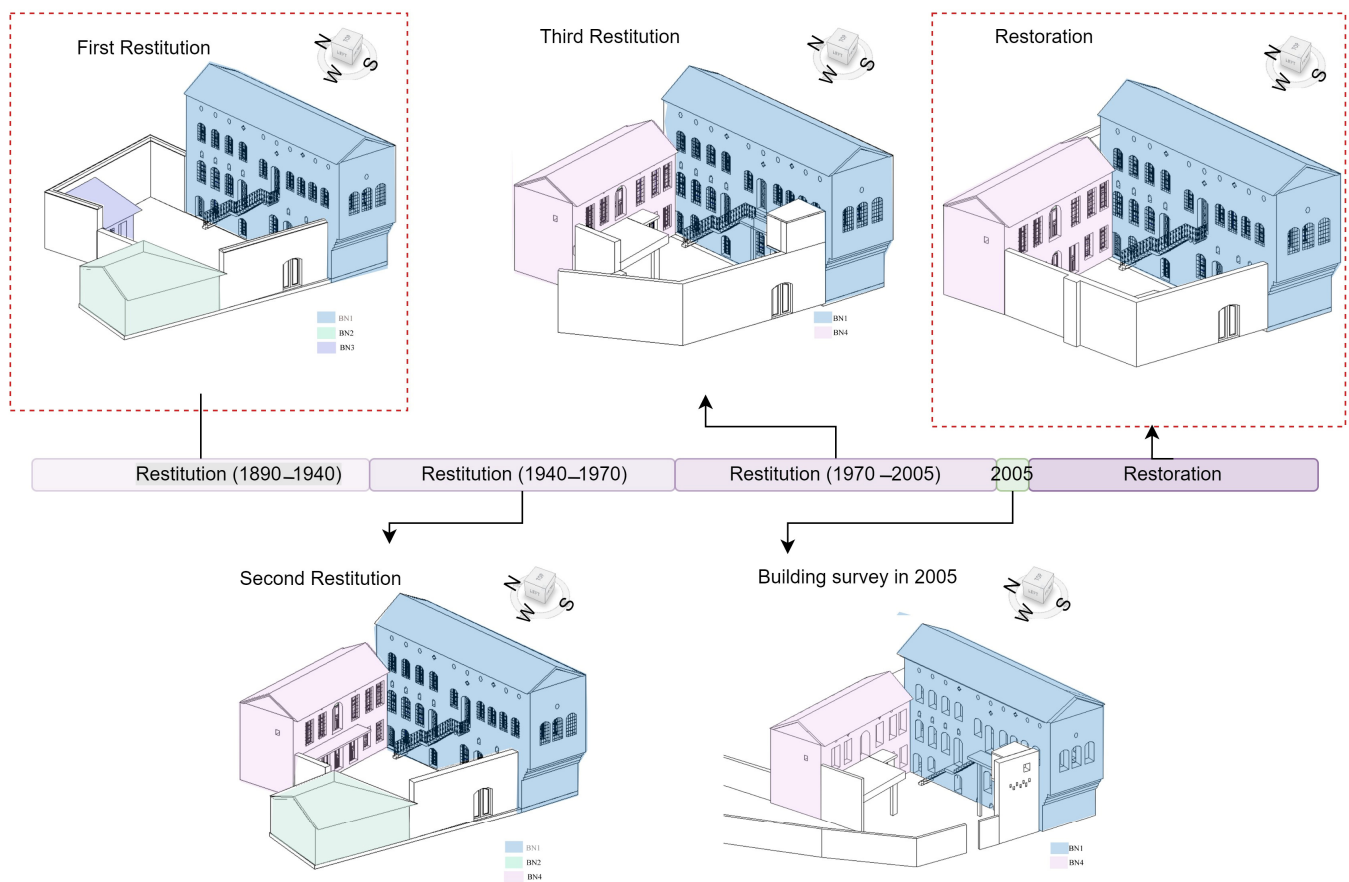 First Restitution
N
W
S
BN1
BN2
BN3
Third Restitution
N
W
S
BN1
BN4
Restoration
N
W
S
Restitution (1890–1940)
Restitution (1940–1970)
Restitution (1970 –2005)
2005
Restoration
Second Restitution
N
W
S
BN1
BN2
BN4
Building survey in 2005
N
W
S
BN1
BN4